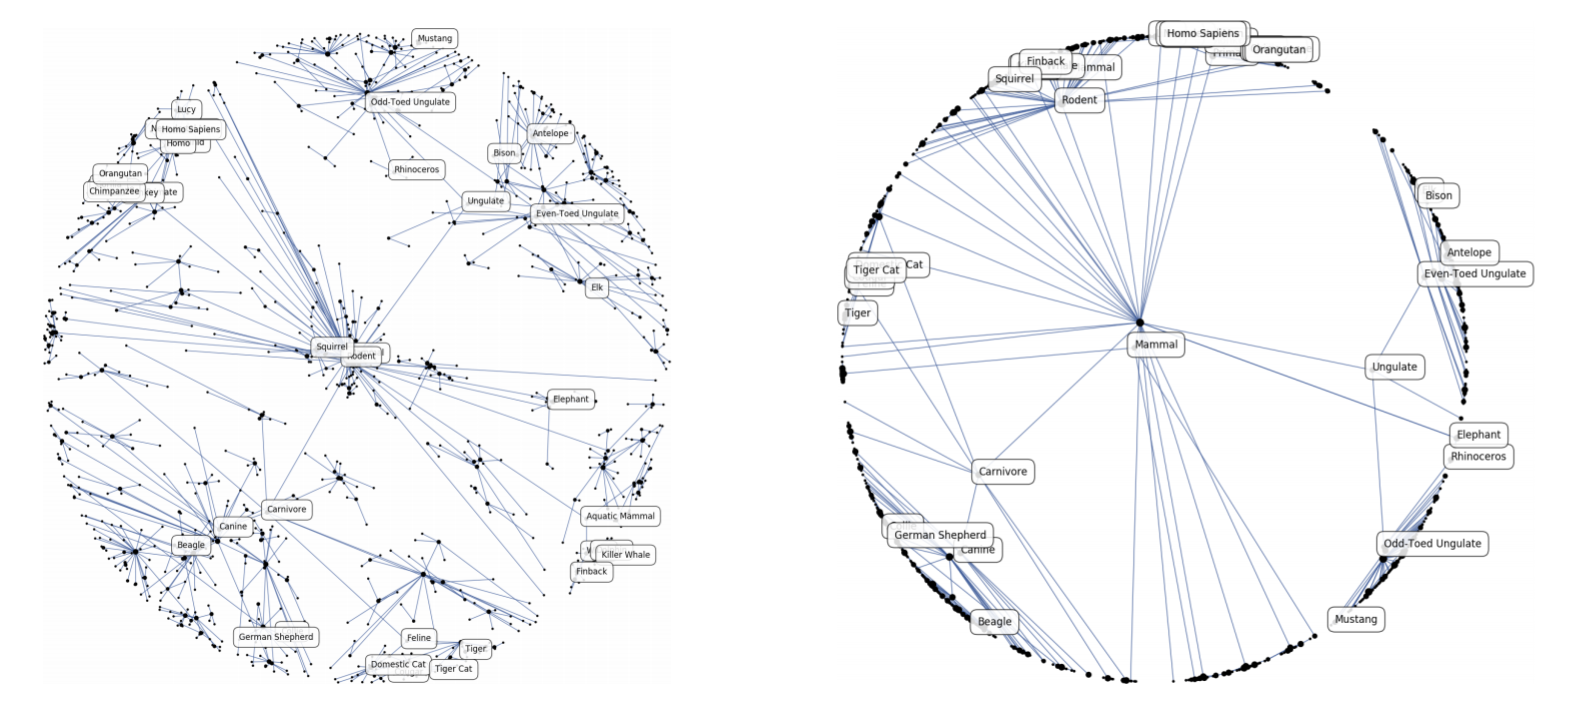 Mustang
Odd-Toed Ungulate
Lucy
Homo Sapiens
Homo
Orangutan
Chimpanzee
Antelope
Bison
Rhinoceros
Ungulate
Even-Toed Ungulate
Elk
Squirrel
Rodent
Elephant
Carnivore
Canine
Beagle
Aquatic Mammal
Killer Whale
Finback
German Shepherd
Feline
Tiger
Domestic Cat
Tiger Cat
Homo Sapiens
Orangutan
Finback
Squirrel
Rodent
Bison
Antelope
Even-Toed Ungulate
Cat
Tiger Cat
Tiger
Mammal
Ungulate
Elephant
Rhinoceros
Carnivore
German Shepherd
Canine
Odd-Toed Ungulate
Beagle
Mustang